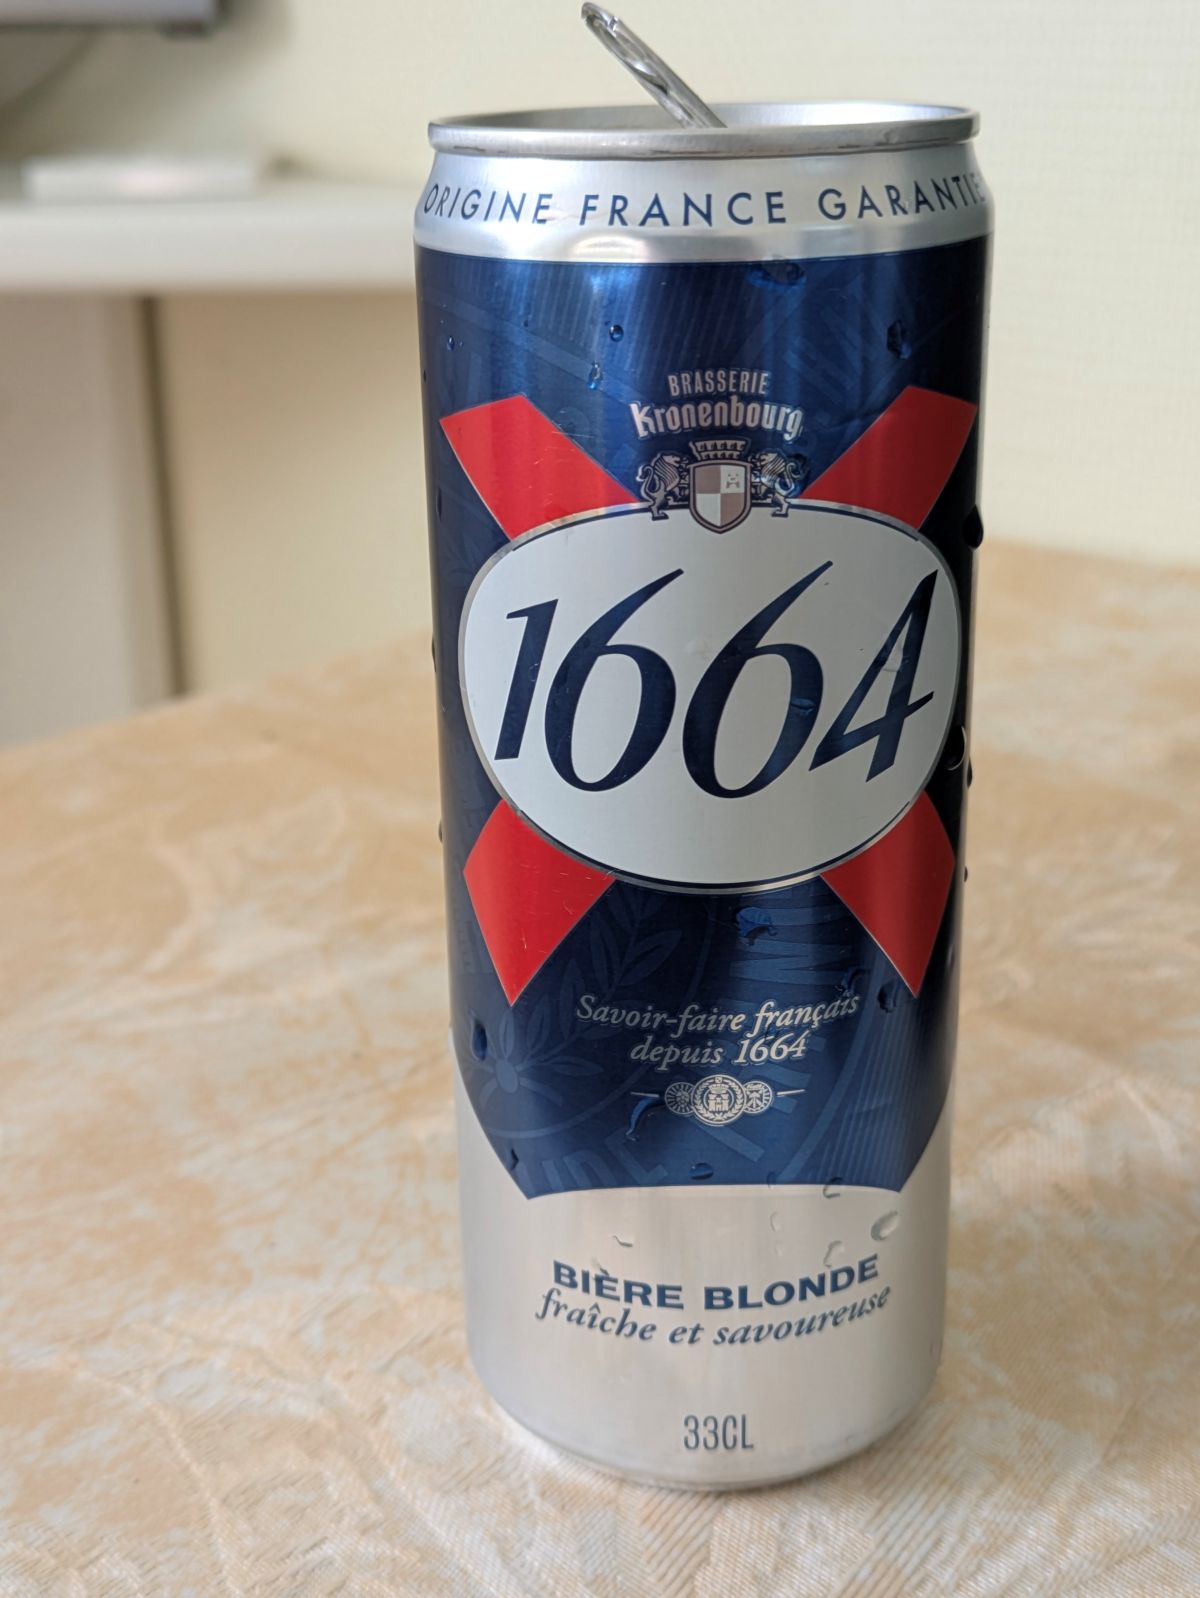 ORIGINE FRANCE GARANTIE
BRASSERIE
Kronenbourg
1664
Savoir-faire français
depuis 1664
BIÈRE BLONDE
fraîche et savoureuse
33CL